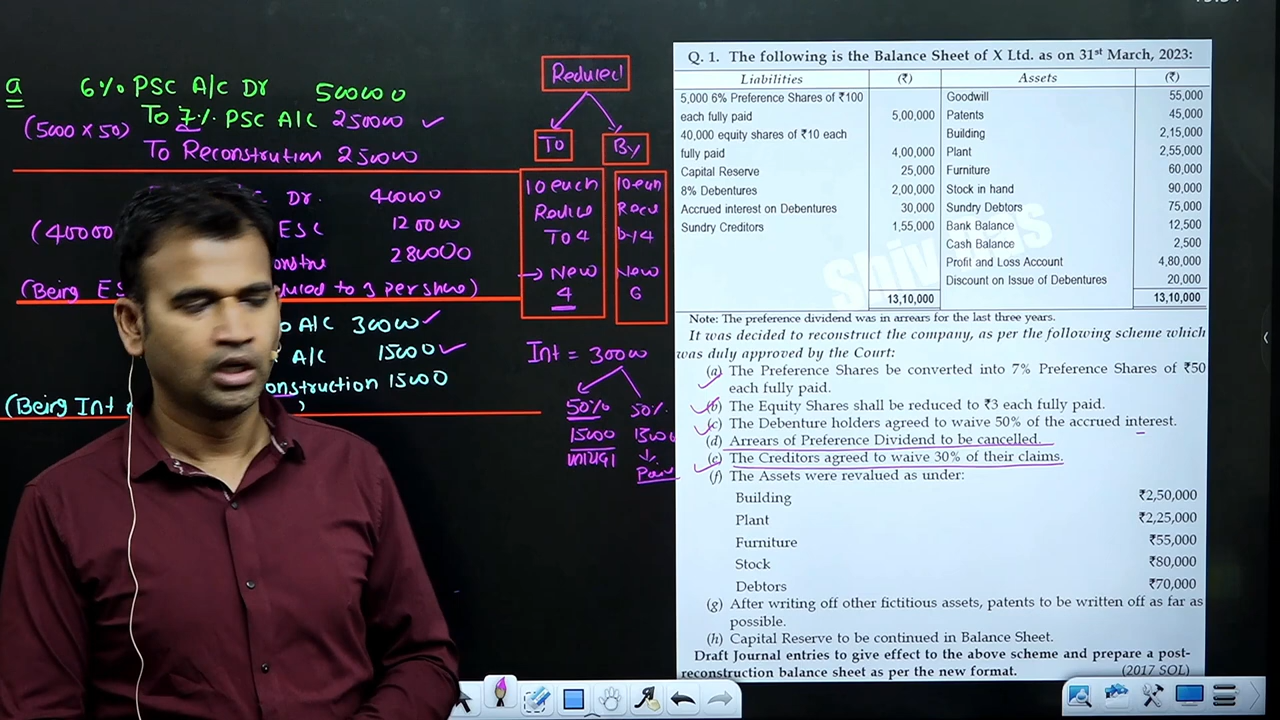 a
6% PSC A/C Dr 500000
To 7% PSC A/C 250000
(5000 x 50)
To Reconstrution 250000
Dr. 400000
(40000 ESC 120000
onstru 280000
(Being ES duced to 3 per share)
A/C 30000
A/C 15000
onstruction 15000
(Being Int
Reduced
To By
10 each
Reduce
To 4
New
4
10 each
by 4
New
6
Int = 30000
50% 50%
15000 15000
माफ
Paid
Q. 1. The following is the Balance Sheet of X Ltd. as on 31st March, 2023:
Liabilities (₹) Assets (₹)
5,000 6% Preference Shares of ₹100 Goodwill 55,000
each fully paid 5,00,000 Patents 45,000
40,000 equity shares of ₹10 each Building 2,15,000
fully paid 4,00,000 Plant 2,55,000
Capital Reserve 25,000 Furniture 60,000
8% Debentures 2,00,000 Stock in hand 90,000
Accrued interest on Debentures 30,000 Sundry Debtors 75,000
Sundry Creditors 1,55,000 Bank Balance 12,500
Cash Balance 2,500
Profit and Loss Account 4,80,000
Discount on Issue of Debentures 20,000
13,10,000 13,10,000
Note: The preference dividend was in arrears for the last three years.
It was decided to reconstruct the company, as per the following scheme which
was duly approved by the Court:
(a) The Preference Shares be converted into 7% Preference Shares of ₹50
each fully paid.
(b) The Equity Shares shall be reduced to ₹3 each fully paid.
(c) The Debenture holders agreed to waive 50% of the accrued interest.
(d) Arrears of Preference Dividend to be cancelled.
(e) The Creditors agreed to waive 30% of their claims.
(f) The Assets were revalued as under:
Building ₹2,50,000
Plant ₹2,25,000
Furniture ₹55,000
Stock ₹80,000
Debtors ₹70,000
(g) After writing off other fictitious assets, patents to be written off as far as
possible.
(h) Capital Reserve to be continued in Balance Sheet.
Draft Journal entries to give effect to the above scheme and prepare a post-
reconstruction balance sheet as per the new format. (2017 SOL)